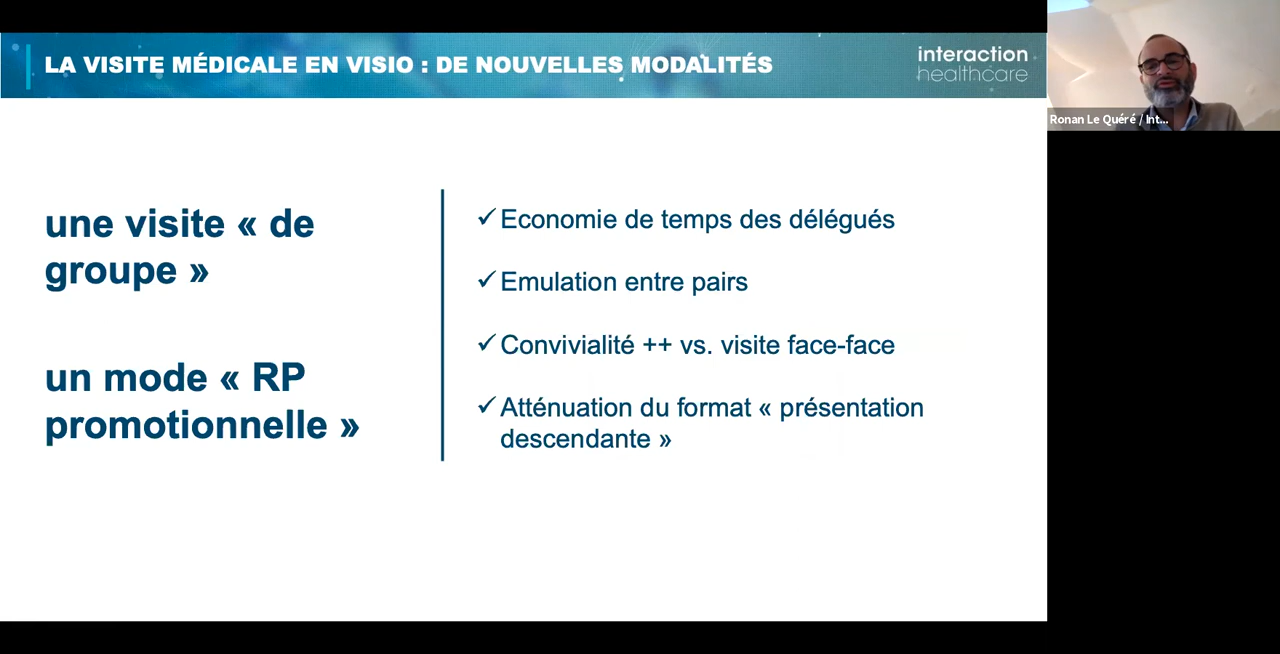 LA VISITE MÉDICALE EN VISIO : DE NOUVELLES MODALITÉS
interaction
healthcare
Ronan Le Quéré / Int...
une visite « de
groupe »
un mode « RP
promotionnelle »
✓ Economie de temps des délégués
✓ Emulation entre pairs
✓ Convivialité ++ vs. visite face-face
✓ Atténuation du format « présentation
descendante »